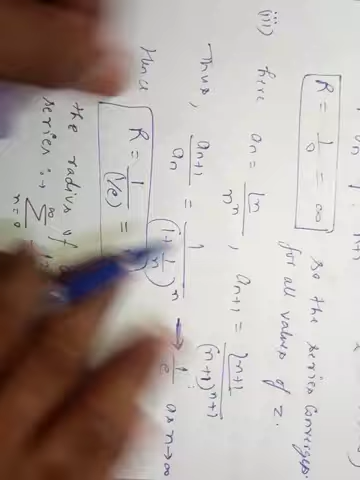 R = 1/0 = ∞ so the series converges
for all values of z.
(iii) here an = ⌊n / n^n , an+1 = ⌊n+1 / (n+1)^n+1
Thus, an+1/an = 1/(1+1/n)^n → 1/e as n→∞
Hence R = 1/(1/e) =
the radius of
series is ∑ n=0 ∞